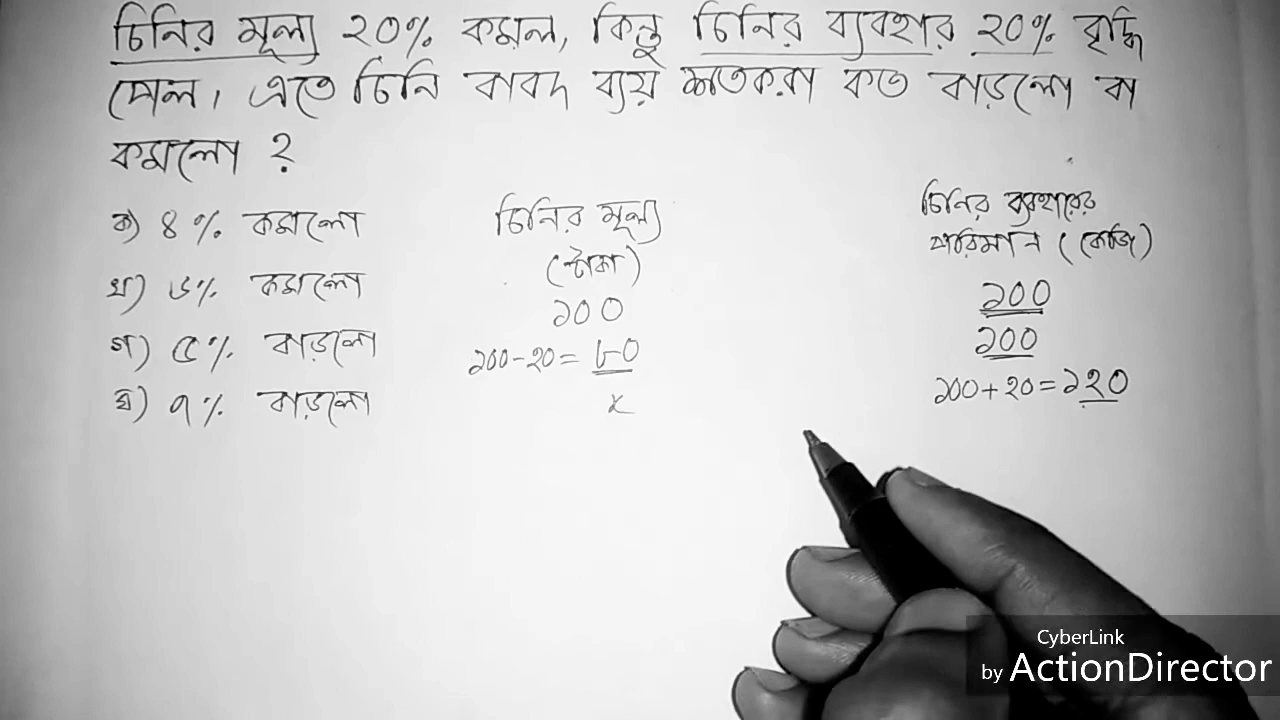 চিনির মূল্য ২০% কমল, কিন্তু চিনির ব্যবহার ২০% বৃদ্ধি
পেল। এতে চিনি বাবদ ব্যয় শতকরা কত বাড়লো বা
কমলো ?
ক) ৪% কমলো
খ) ৬% কমলো
গ) ৫% বাড়লো
ঘ) ৭% বাড়লো
চিনির মূল্য
(টাকা)
১০০
১০০-২০= ৮০
x
চিনির ব্যবহারের
পরিমান (কেজি)
১০০
১০০
১০০+২০=১২০
CyberLink
by ActionDirector